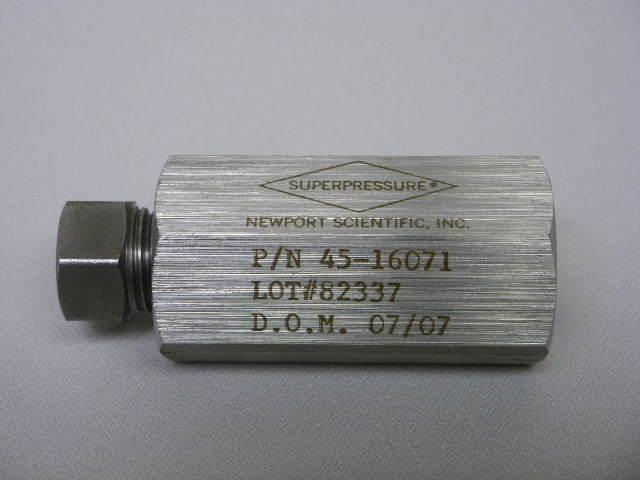 SUPERPRESSURE®
NEWPORT SCIENTIFIC, INC.
P/N 45-16071
LOT#82337
D.O.M. 07/07